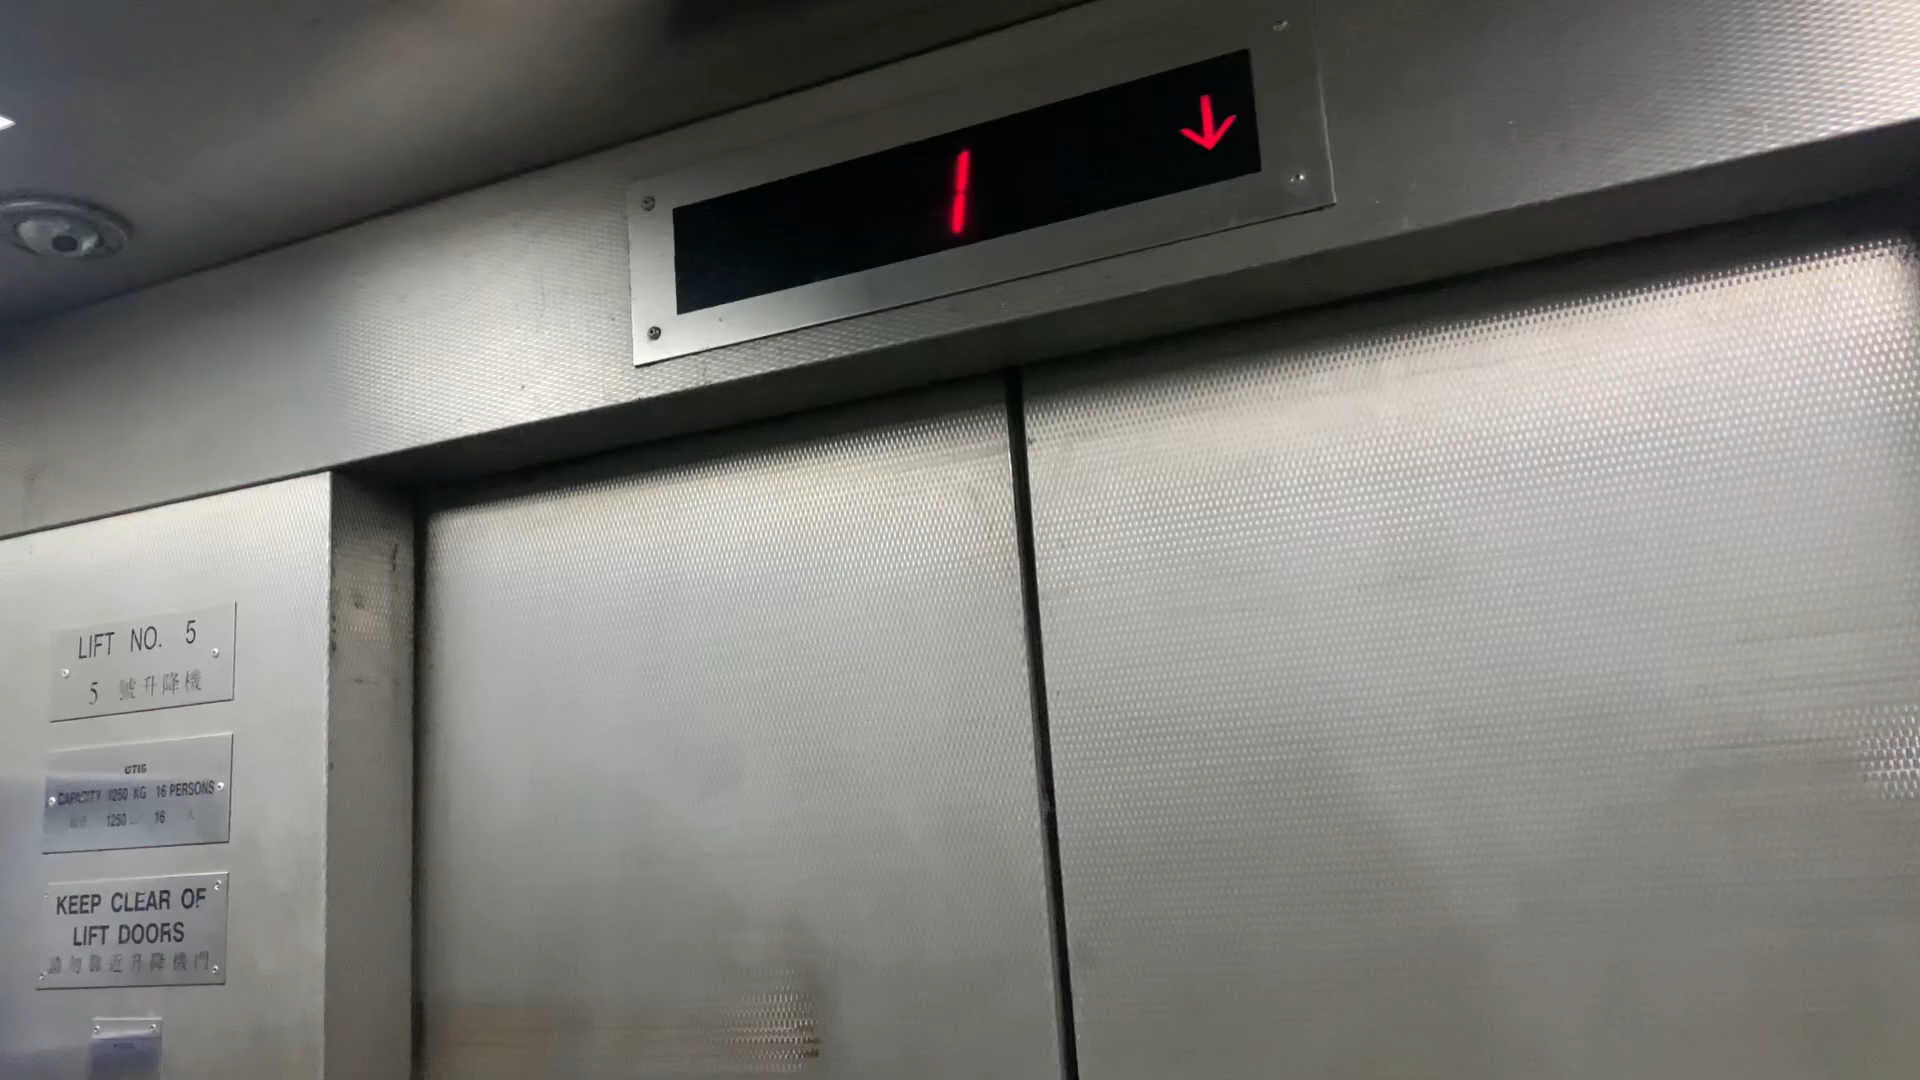 1
LIFT NO. 5
5 號升降機
OTIS
CAPACITY 1250 KG 16 PERSONS
1250 16 人
KEEP CLEAR OF
LIFT DOORS
請勿靠近升降機門